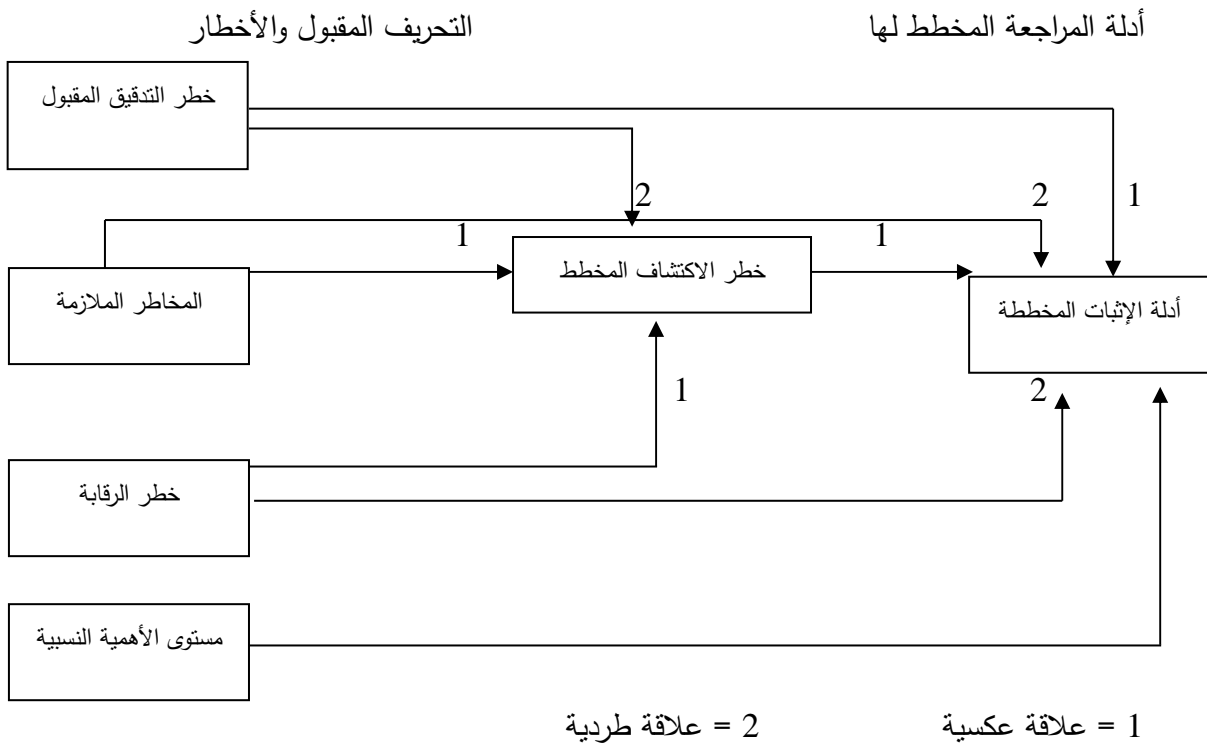 أدلة المراجعة المخطط لها
التحريف المقبول والأخطار
خطر التدقيق المقبول
2
2
1
1
1
خطر الاكتشاف المخطط
المخاطر الملازمة
أدلة الإثبات المخططة
1
2
خطر الرقابة
مستوى الأهمية النسبية
1 = علاقة عكسية
2 = علاقة طردية